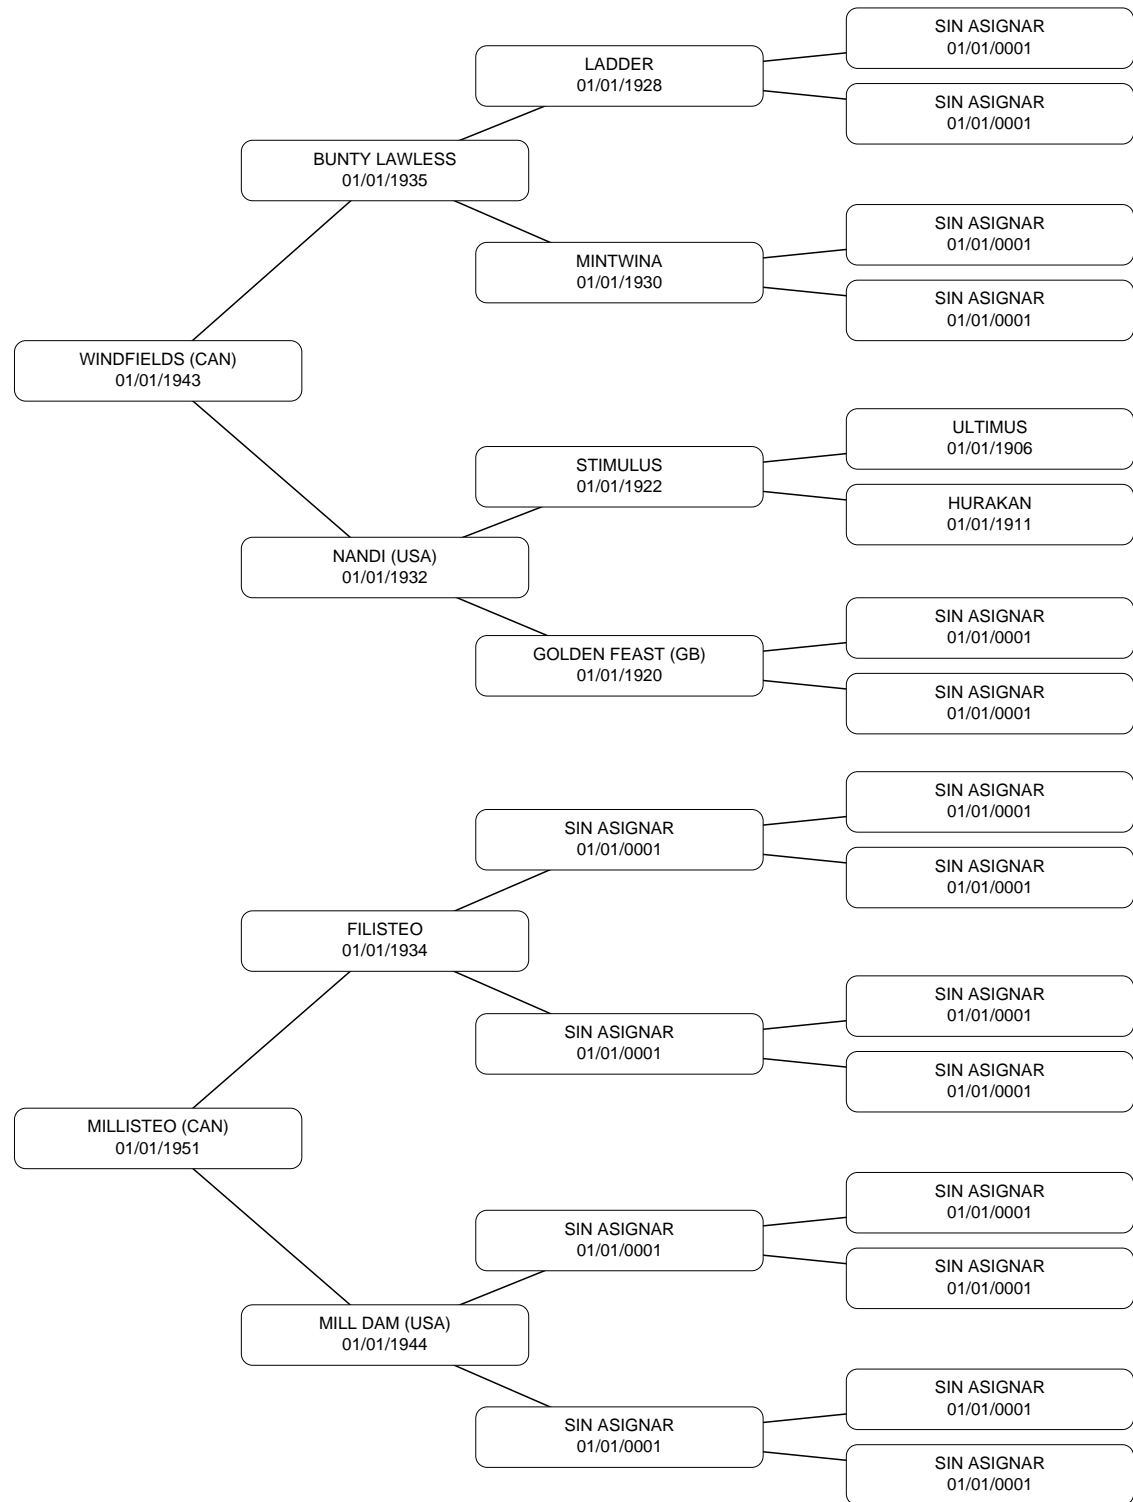 SIN ASIGNAR
01/01/0001
LADDER
01/01/1928
SIN ASIGNAR
01/01/0001
BUNTY LAWLESS
01/01/1935
SIN ASIGNAR
01/01/0001
MINTWINA
01/01/1930
SIN ASIGNAR
01/01/0001
WINDFIELDS (CAN)
01/01/1943
ULTIMUS
01/01/1906
STIMULUS
01/01/1922
HURAKAN
01/01/1911
NANDI (USA)
01/01/1932
SIN ASIGNAR
01/01/0001
GOLDEN FEAST (GB)
01/01/1920
SIN ASIGNAR
01/01/0001
SIN ASIGNAR
01/01/0001
SIN ASIGNAR
01/01/0001
SIN ASIGNAR
01/01/0001
FILISTEO
01/01/1934
SIN ASIGNAR
01/01/0001
SIN ASIGNAR
01/01/0001
SIN ASIGNAR
01/01/0001
MILLISTEO (CAN)
01/01/1951
SIN ASIGNAR
01/01/0001
SIN ASIGNAR
01/01/0001
SIN ASIGNAR
01/01/0001
MILL DAM (USA)
01/01/1944
SIN ASIGNAR
01/01/0001
SIN ASIGNAR
01/01/0001
SIN ASIGNAR
01/01/0001